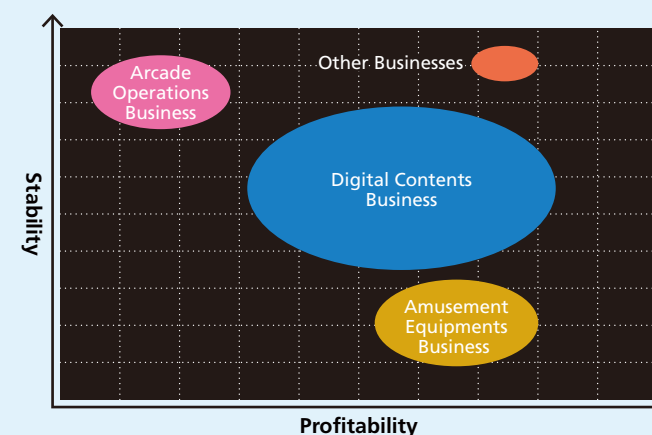 Stability
Other Businesses
Arcade
Operations
Business
Digital Contents
Business
Amusement
Equipments
Business
Profitability